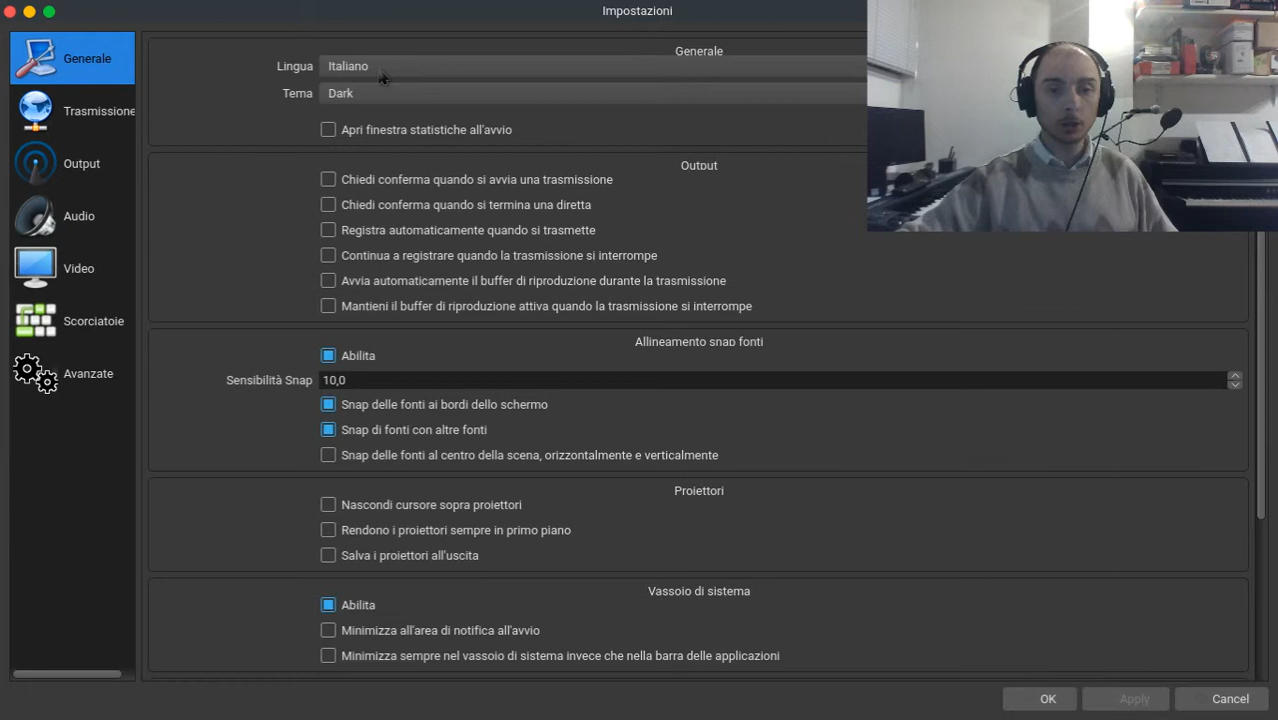 Impostazioni
Generale
Trasmissione
Output
Audio
Video
Scorciatoie
Avanzate
Generale
Lingua Italiano
Tema Dark
Apri finestra statistiche all'avvio
Output
Chiedi conferma quando si avvia una trasmissione
Chiedi conferma quando si termina una diretta
Registra automaticamente quando si trasmette
Continua a registrare quando la trasmissione si interrompe
Avvia automaticamente il buffer di riproduzione durante la trasmissione
Mantieni il buffer di riproduzione attiva quando la trasmissione si interrompe
Allineamento snap fonti
Abilita
Sensibilità Snap 10,0
Snap delle fonti ai bordi dello schermo
Snap di fonti con altre fonti
Snap delle fonti al centro della scena, orizzontalmente e verticalmente
Proiettori
Nascondi cursore sopra proiettori
Rendono i proiettori sempre in primo piano
Salva i proiettori all'uscita
Vassoio di sistema
Abilita
Minimizza all'area di notifica all'avvio
Minimizza sempre nel vassoio di sistema invece che nella barra delle applicazioni
OK Apply Cancel